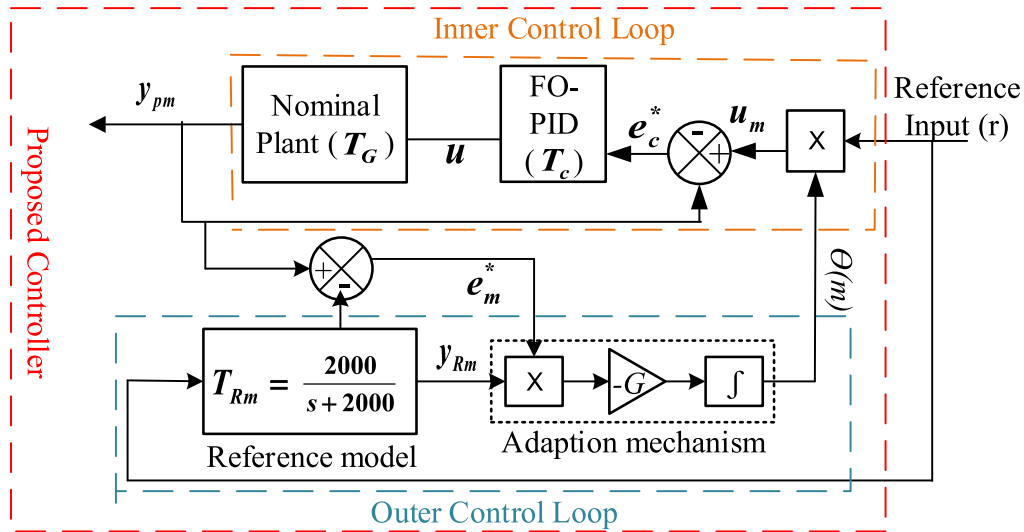 Inner Control Loop
y_pm
Nominal
Plant (T_G)
u
FO-
PID
(T_c)
e_c^*
-
+
u_m
X
Reference
Input (r)
Proposed Controller
+
-
e_m^*
Θ(m)
T_Rm = 2000 / s+2000
y_Rm
X
-G
∫
Reference model
Adaption mechanism
Outer Control Loop